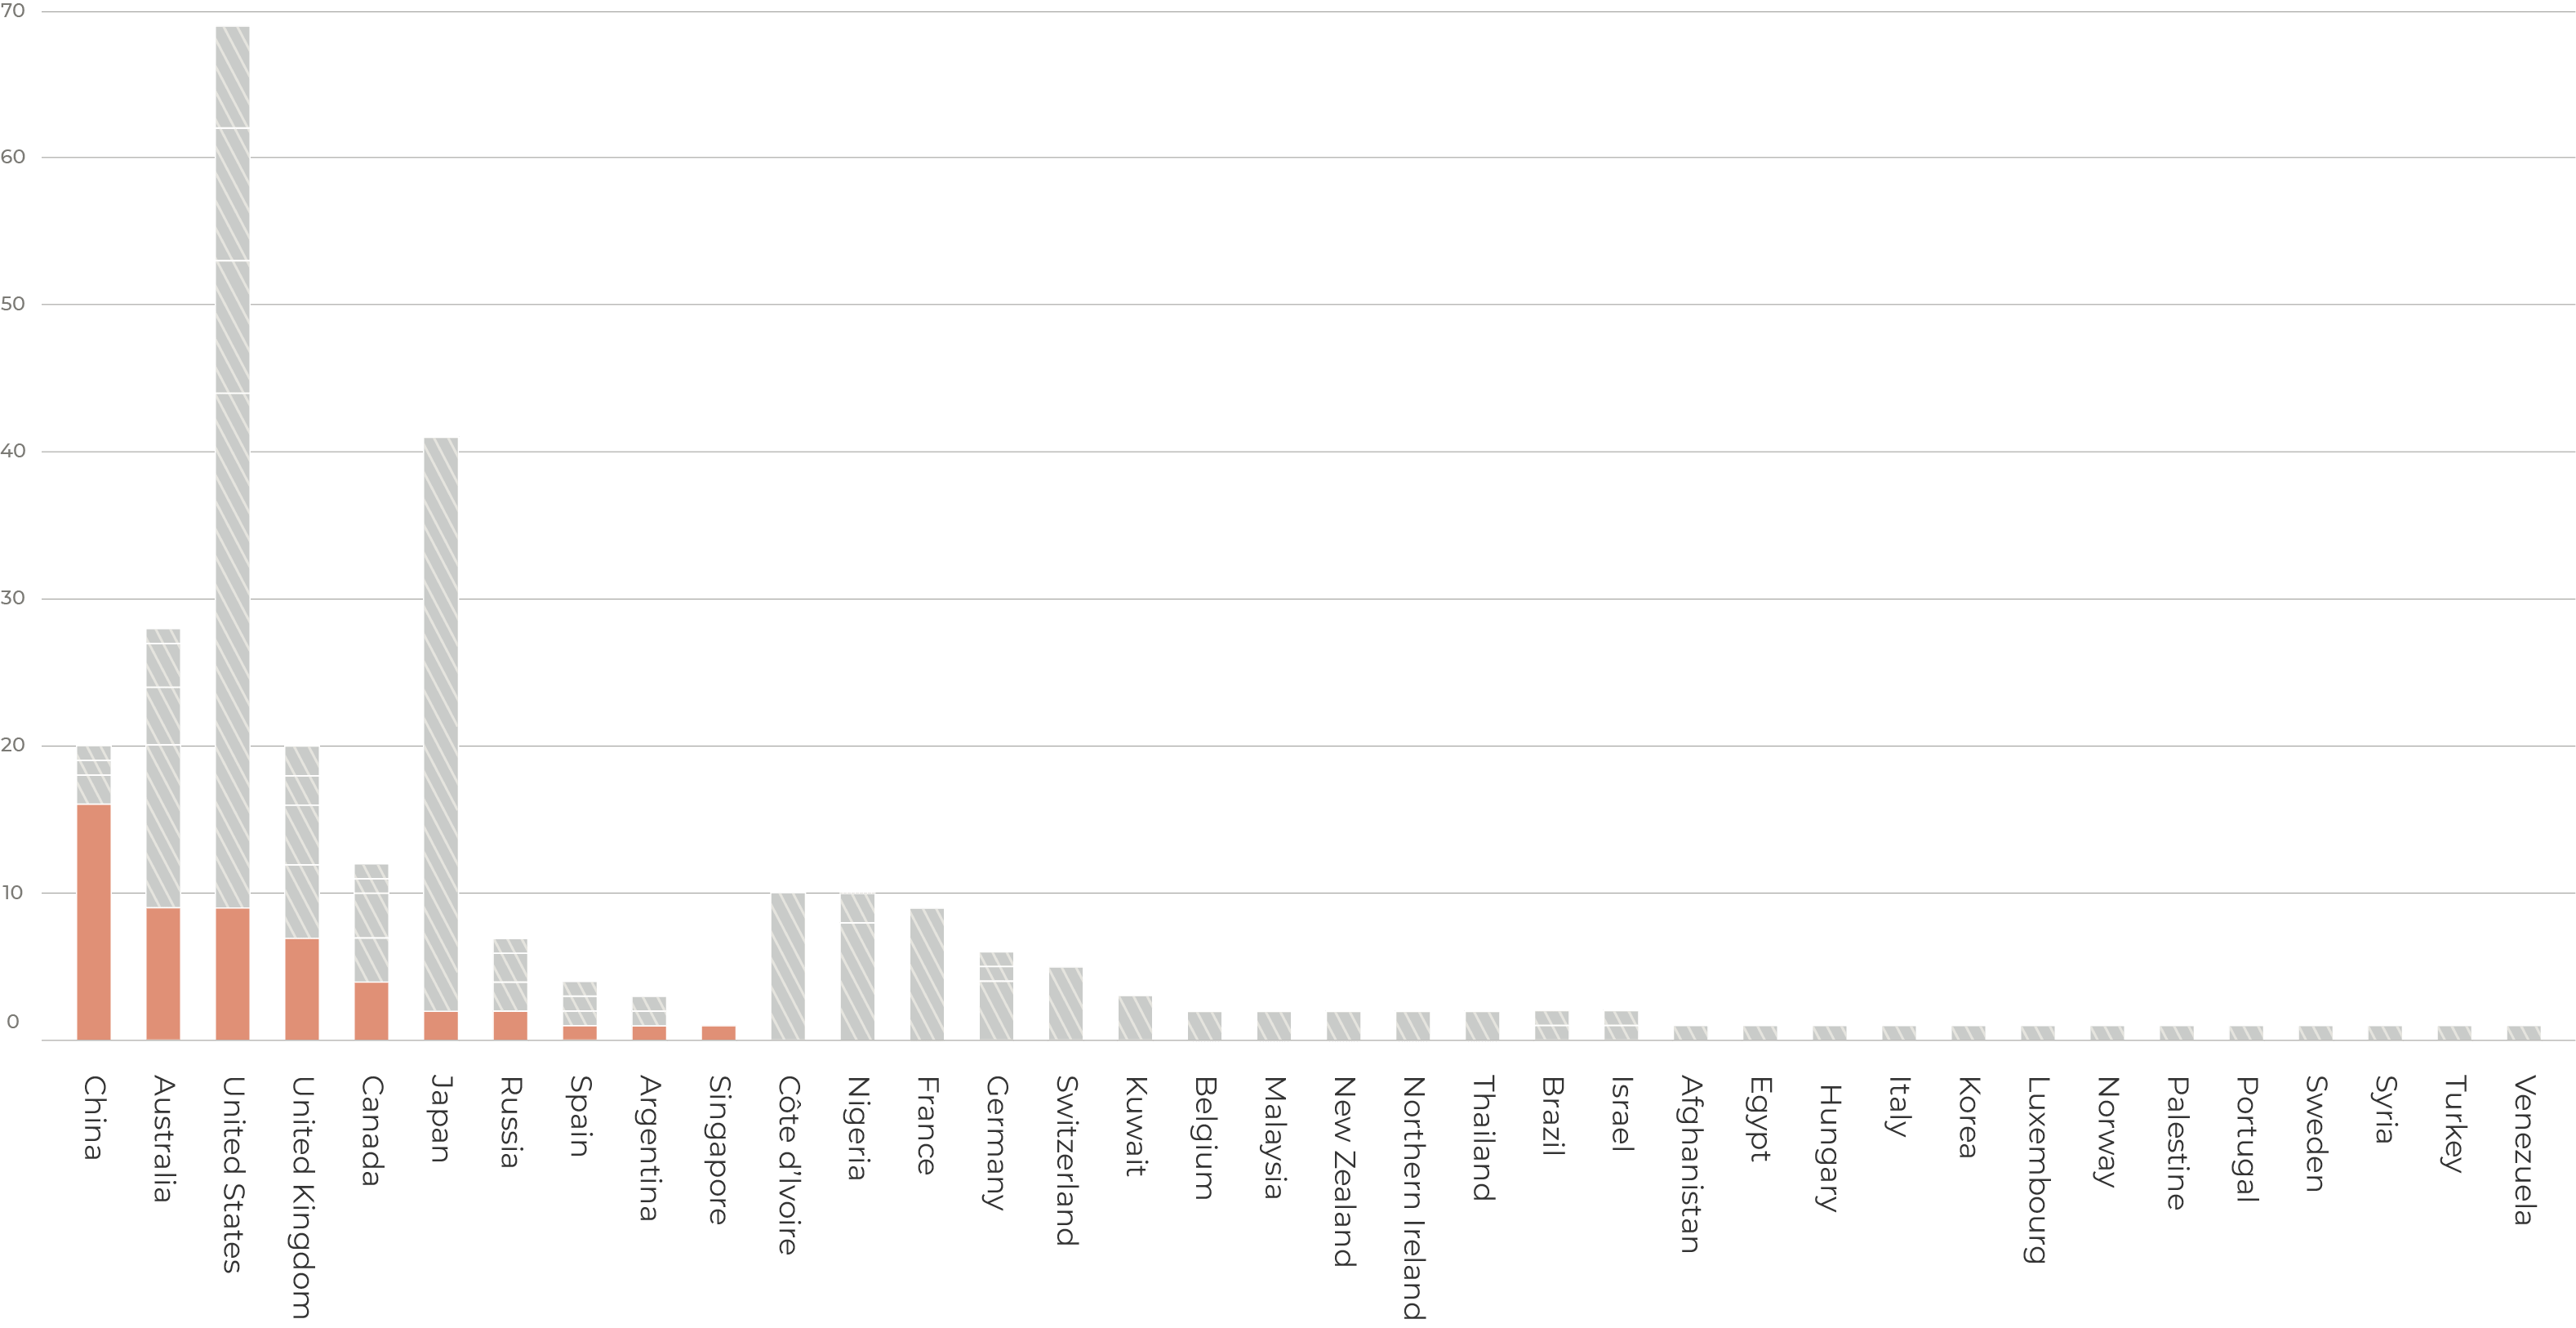 70
60
50
40
30
20
10
0
China
Australia
United States
United Kingdom
Canada
Japan
Russia
Spain
Argentina
Singapore
Côte d’Ivoire
Nigeria
France
Germany
Switzerland
Kuwait
Belgium
Malaysia
New Zealand
Northern Ireland
Thailand
Brazil
Israel
Afghanistan
Egypt
Hungary
Italy
Korea
Luxembourg
Norway
Palestine
Portugal
Sweden
Syria
Turkey
Venezuela